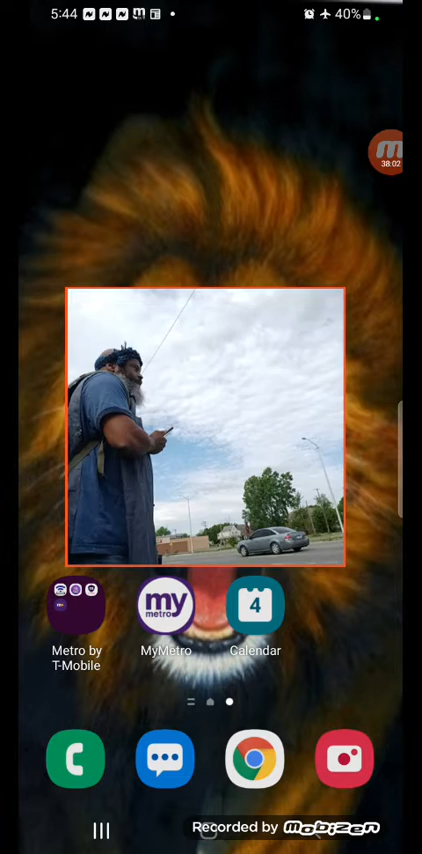 5:44
40%
38:02
my
metro
4
Metro by
T-Mobile
MyMetro
Calendar
Recorded by MOBIZEN